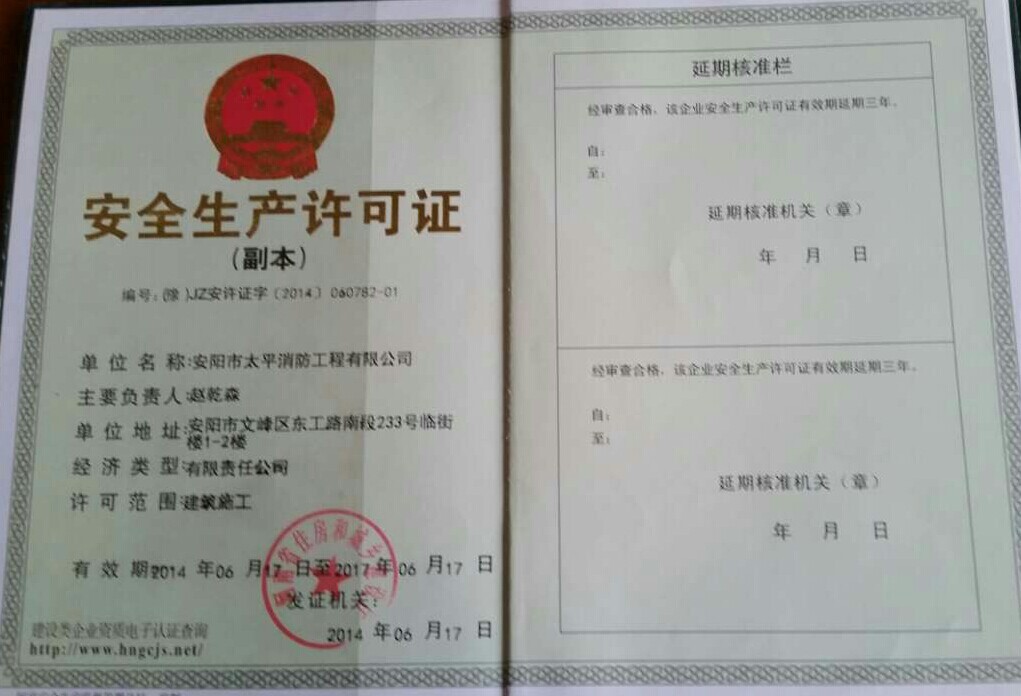 安全生产许可证
(副本)
编号:(豫)JZ安许证字〔2014〕060782-01
单位名称:安阳市太平消防工程有限公司
主要负责人:赵乾淼
单位地址:安阳市文峰区东工路南段233号临街
楼1-2楼
经济类型:有限责任公司
许可范围:建筑施工
有效期:2014年06月17日至2017年06月17日
发证机关:
2014年06月17日
建设类企业资质电子认证查询
http://www.hngcjs.net/
延期核准栏
经审查合格,该企业安全生产许可证有效期延期三年。
自:
至:
延期核准机关(章)
年 月 日
经审查合格,该企业安全生产许可证有效期延期三年。
自:
至:
延期核准机关(章)
年 月 日